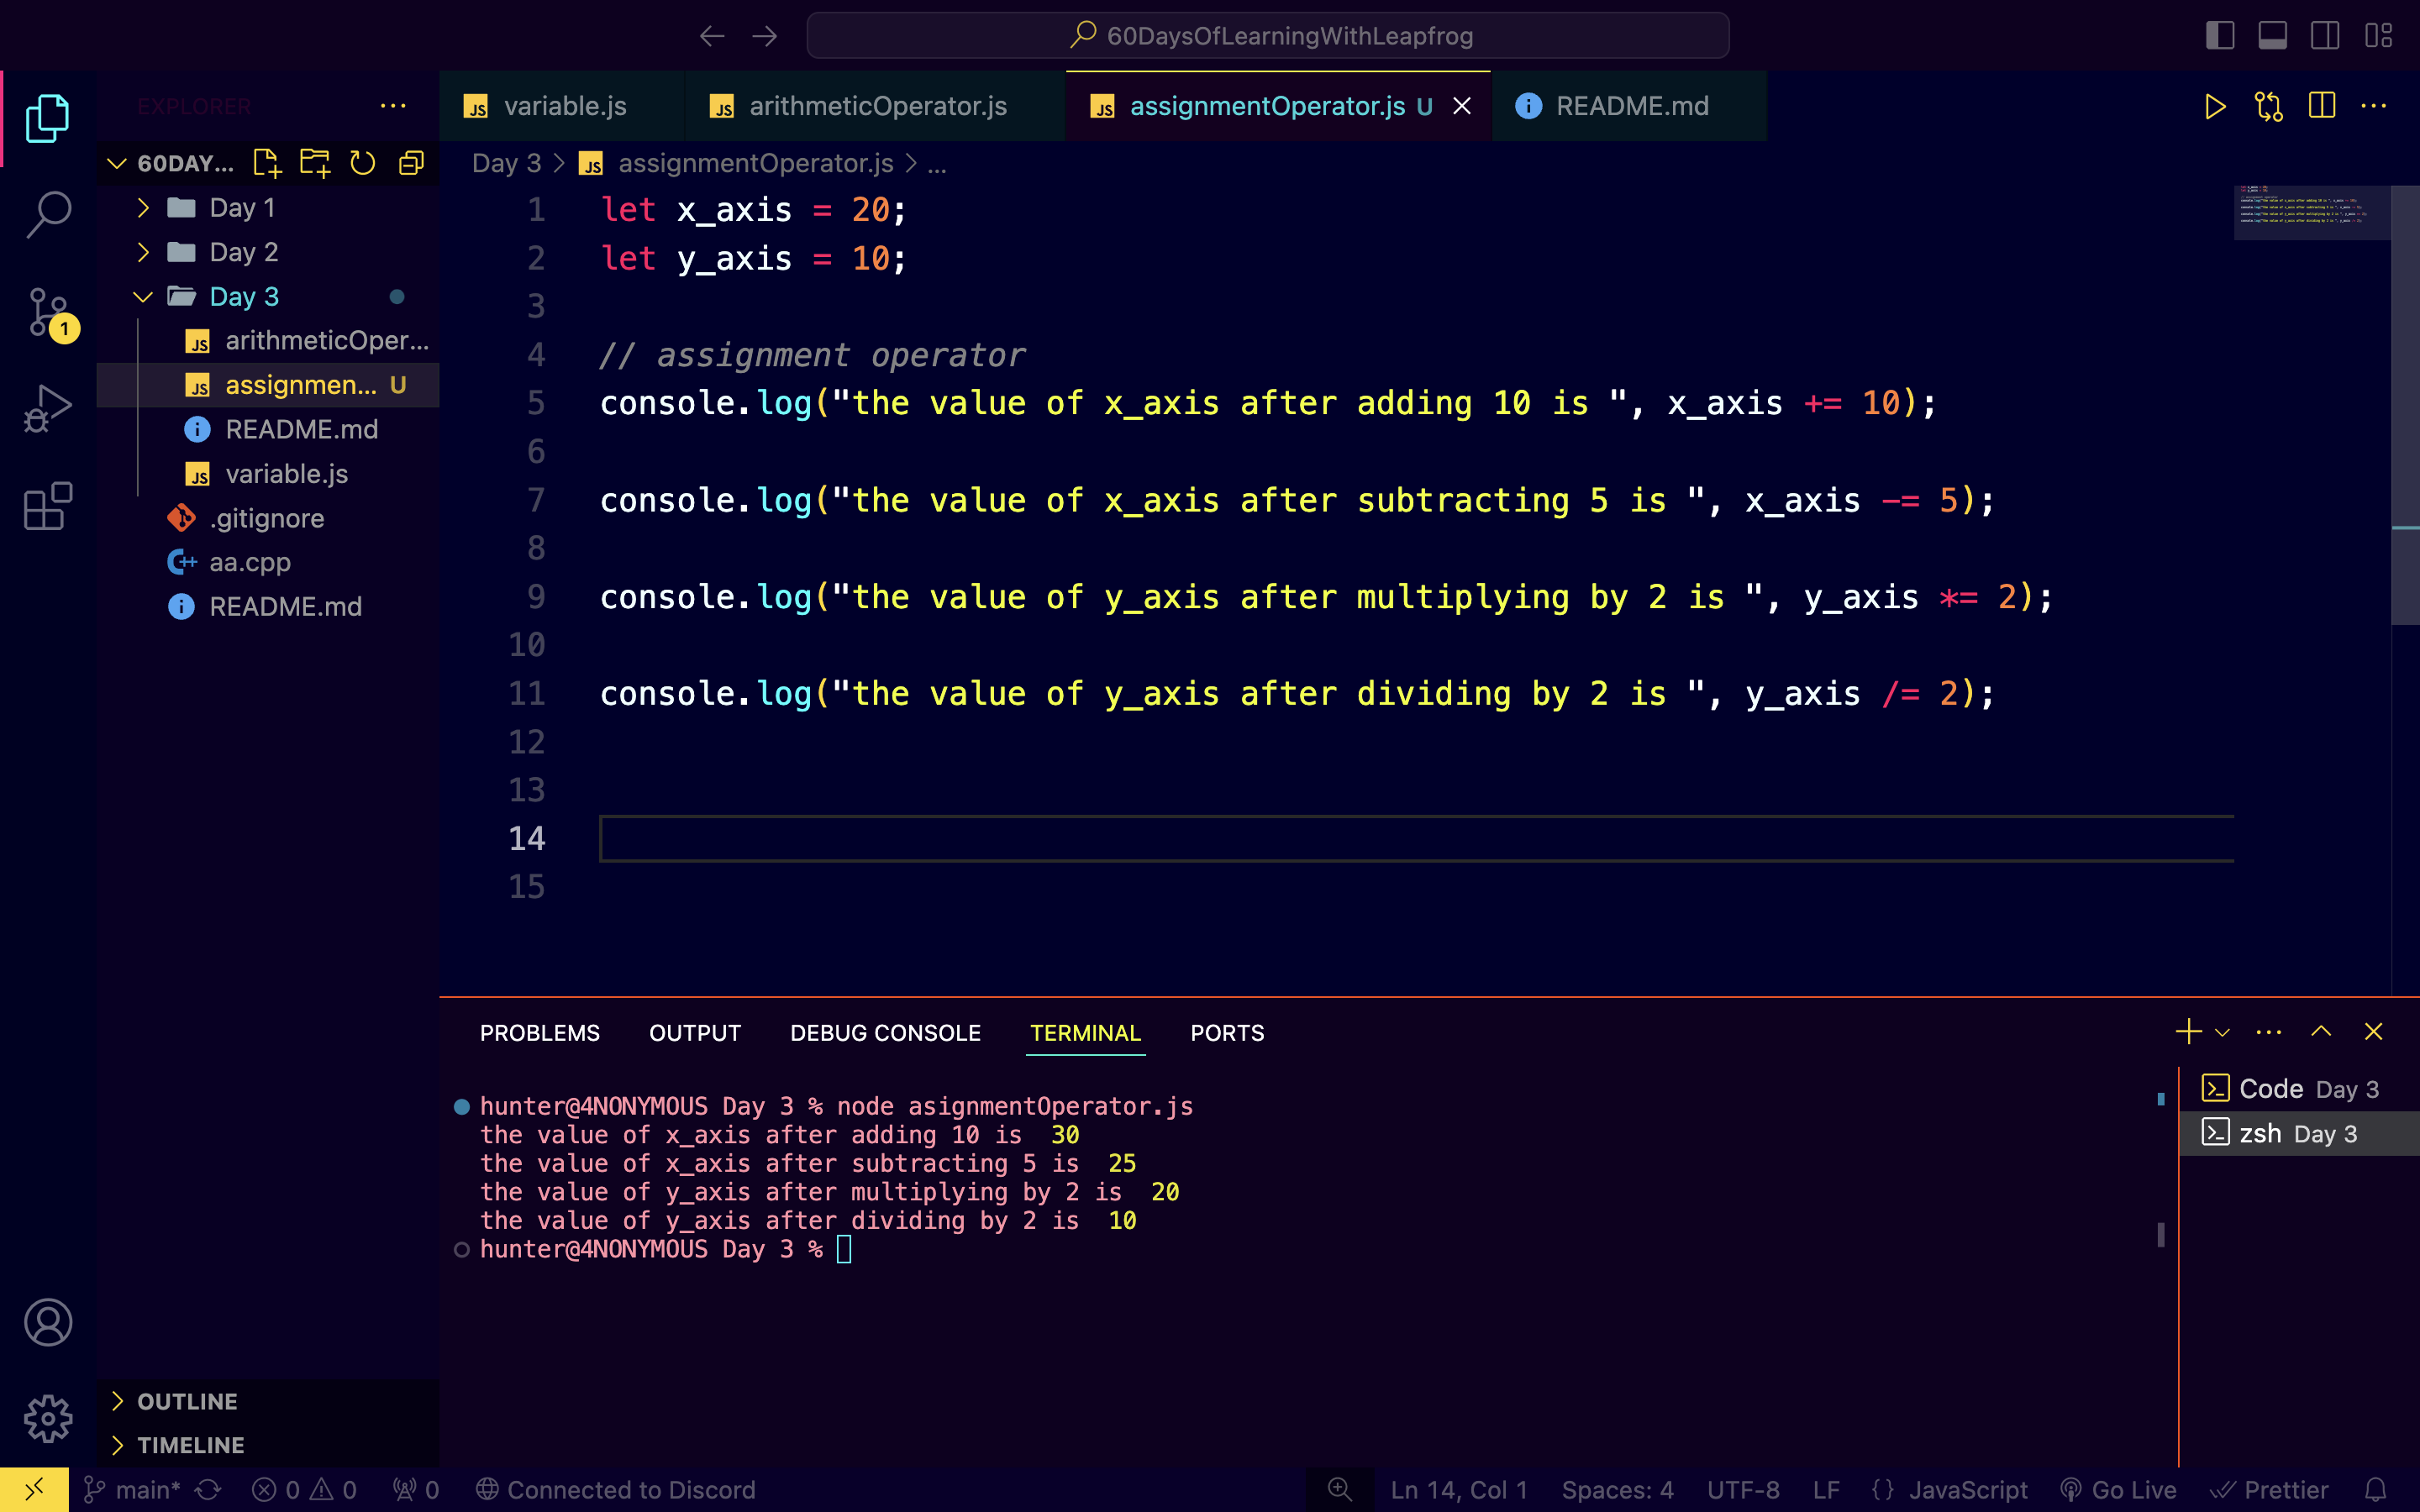 60DaysOfLearningWithLeapfrog
EXPLORER
JS variable.js
JS arithmeticOperator.js
JS assignmentOperator.js U
README.md
60DAY...
Day 3 > JS assignmentOperator.js > ...
Day 1
Day 2
Day 3
JS arithmeticOper...
JS assignmen... U
README.md
JS variable.js
.gitignore
aa.cpp
README.md
1
1 let x_axis = 20;
2 let y_axis = 10;
3
4 // assignment operator
5 console.log("the value of x_axis after adding 10 is ", x_axis += 10);
6
7 console.log("the value of x_axis after subtracting 5 is ", x_axis -= 5);
8
9 console.log("the value of y_axis after multiplying by 2 is ", y_axis *= 2);
10
11 console.log("the value of y_axis after dividing by 2 is ", y_axis /= 2);
12
13
14
15
PROBLEMS OUTPUT DEBUG CONSOLE TERMINAL PORTS
hunter@4NONYMOUS Day 3 % node asignmentOperator.js
the value of x_axis after adding 10 is  30
the value of x_axis after subtracting 5 is  25
the value of y_axis after multiplying by 2 is  20
the value of y_axis after dividing by 2 is  10
hunter@4NONYMOUS Day 3 %
Code Day 3
zsh Day 3
OUTLINE
TIMELINE
main* 0 0 0 Connected to Discord Ln 14, Col 1 Spaces: 4 UTF-8 LF {} JavaScript Go Live Prettier